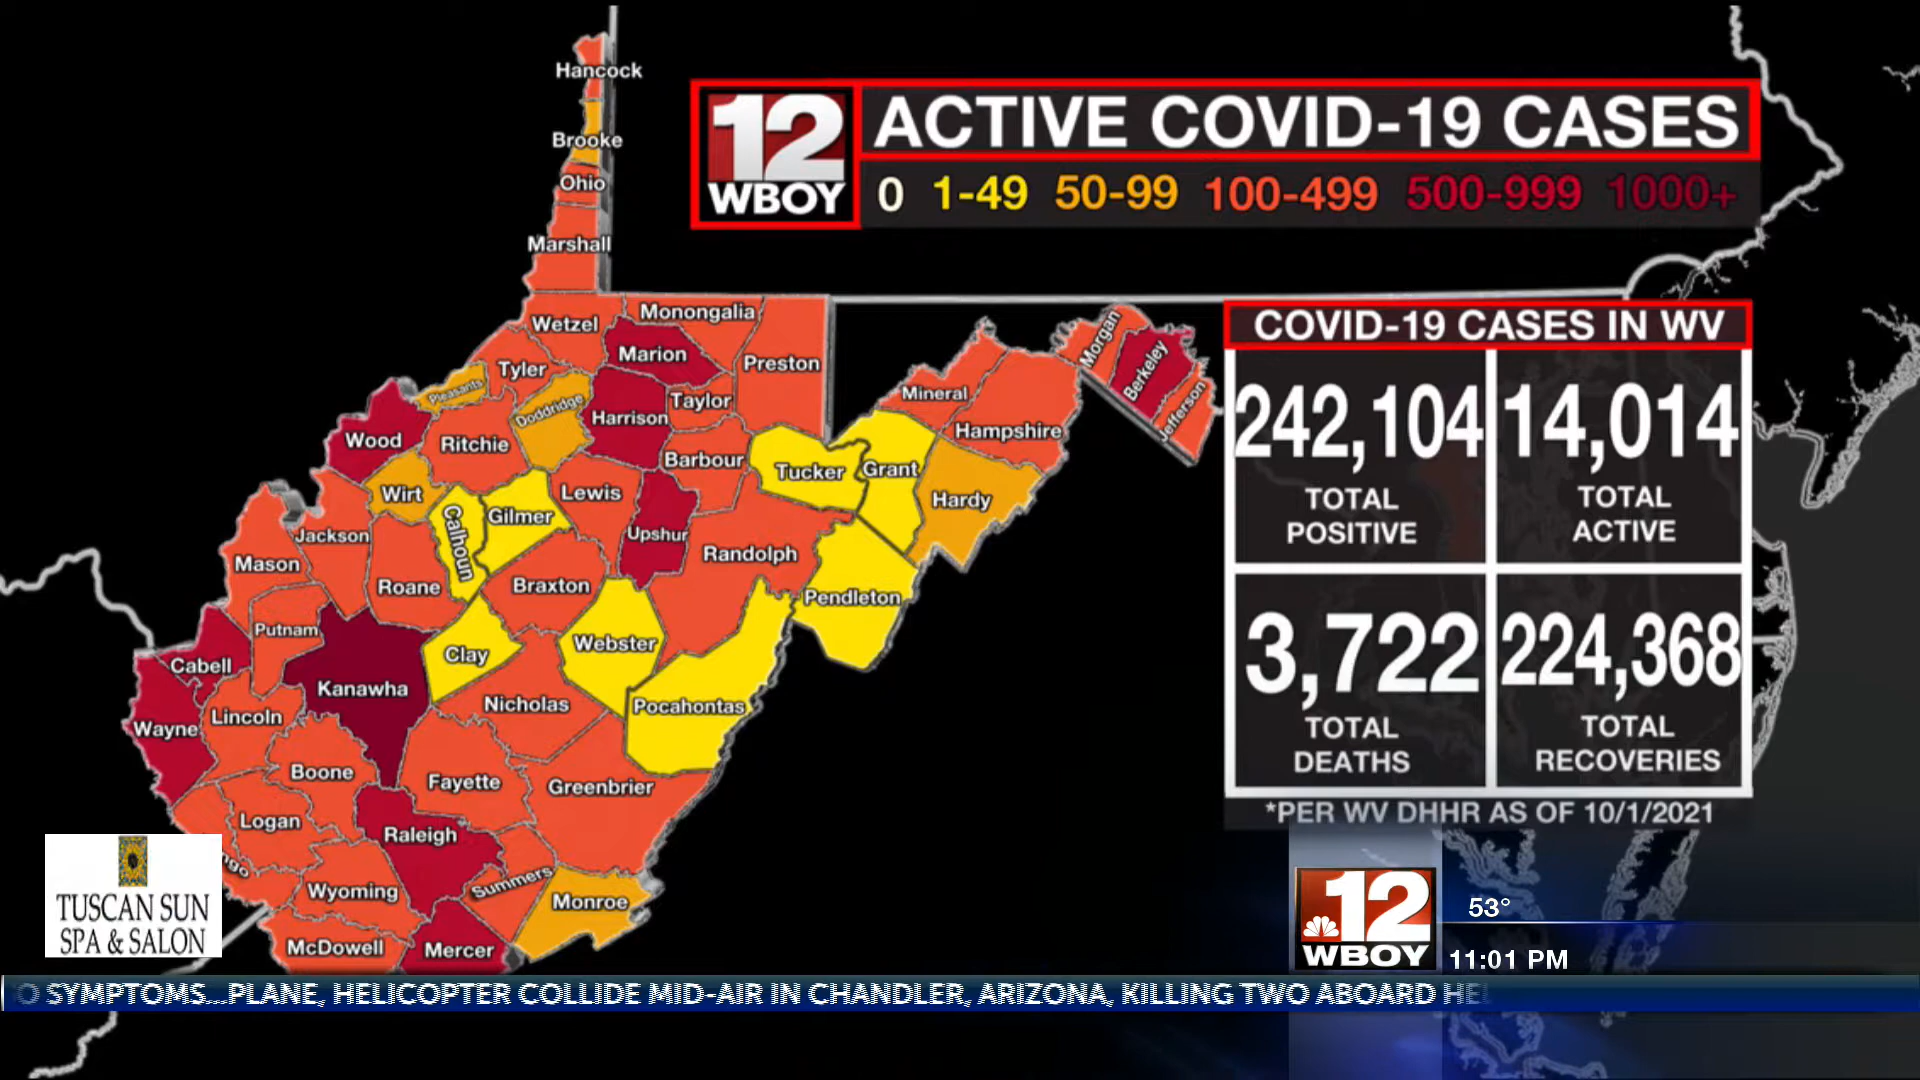 Hancock
Brooke
Ohio
Marshall
12
WBOY
ACTIVE COVID-19 CASES
0 1-49 50-99 100-499 500-999 1000+
Wetzel
Monongalia
Marion
Preston
Tyler
Pleasants
Doddridge
Harrison
Taylor
Wood
Ritchie
Barbour
Tucker
Grant
Mineral
Hampshire
Hardy
Morgan
Berkeley
Jefferson
Wirt
Calhoun
Gilmer
Lewis
Upshur
Randolph
Jackson
Mason
Roane
Braxton
Pendleton
Putnam
Clay
Webster
Cabell
Kanawha
Nicholas
Pocahontas
Wayne
Lincoln
Boone
Fayette
Greenbrier
Logan
Raleigh
ngo
Wyoming
Summers
Monroe
McDowell
Mercer
COVID-19 CASES IN WV
242,104
TOTAL
POSITIVE
14,014
TOTAL
ACTIVE
3,722
TOTAL
DEATHS
224,368
TOTAL
RECOVERIES
*PER WV DHHR AS OF 10/1/2021
TUSCAN SUN
SPA & SALON
12
WBOY
53°
11:01 PM
O SYMPTOMS...PLANE, HELICOPTER COLLIDE MID-AIR IN CHANDLER, ARIZONA, KILLING TWO ABOARD HE